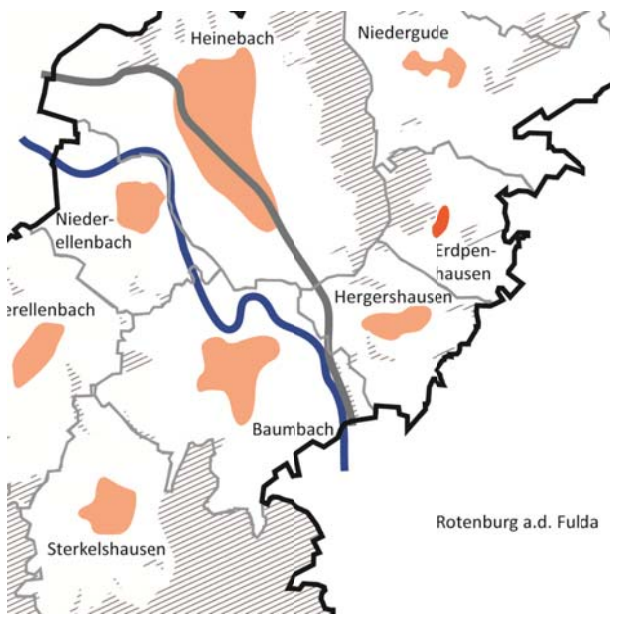 Niedergude
Heinebach
Nieder-
ellenbach
Erdpen-
hausen
erellenbach
Hergershausen
Baumbach
Rotenburg a.d. Fulda
Sterkelshausen